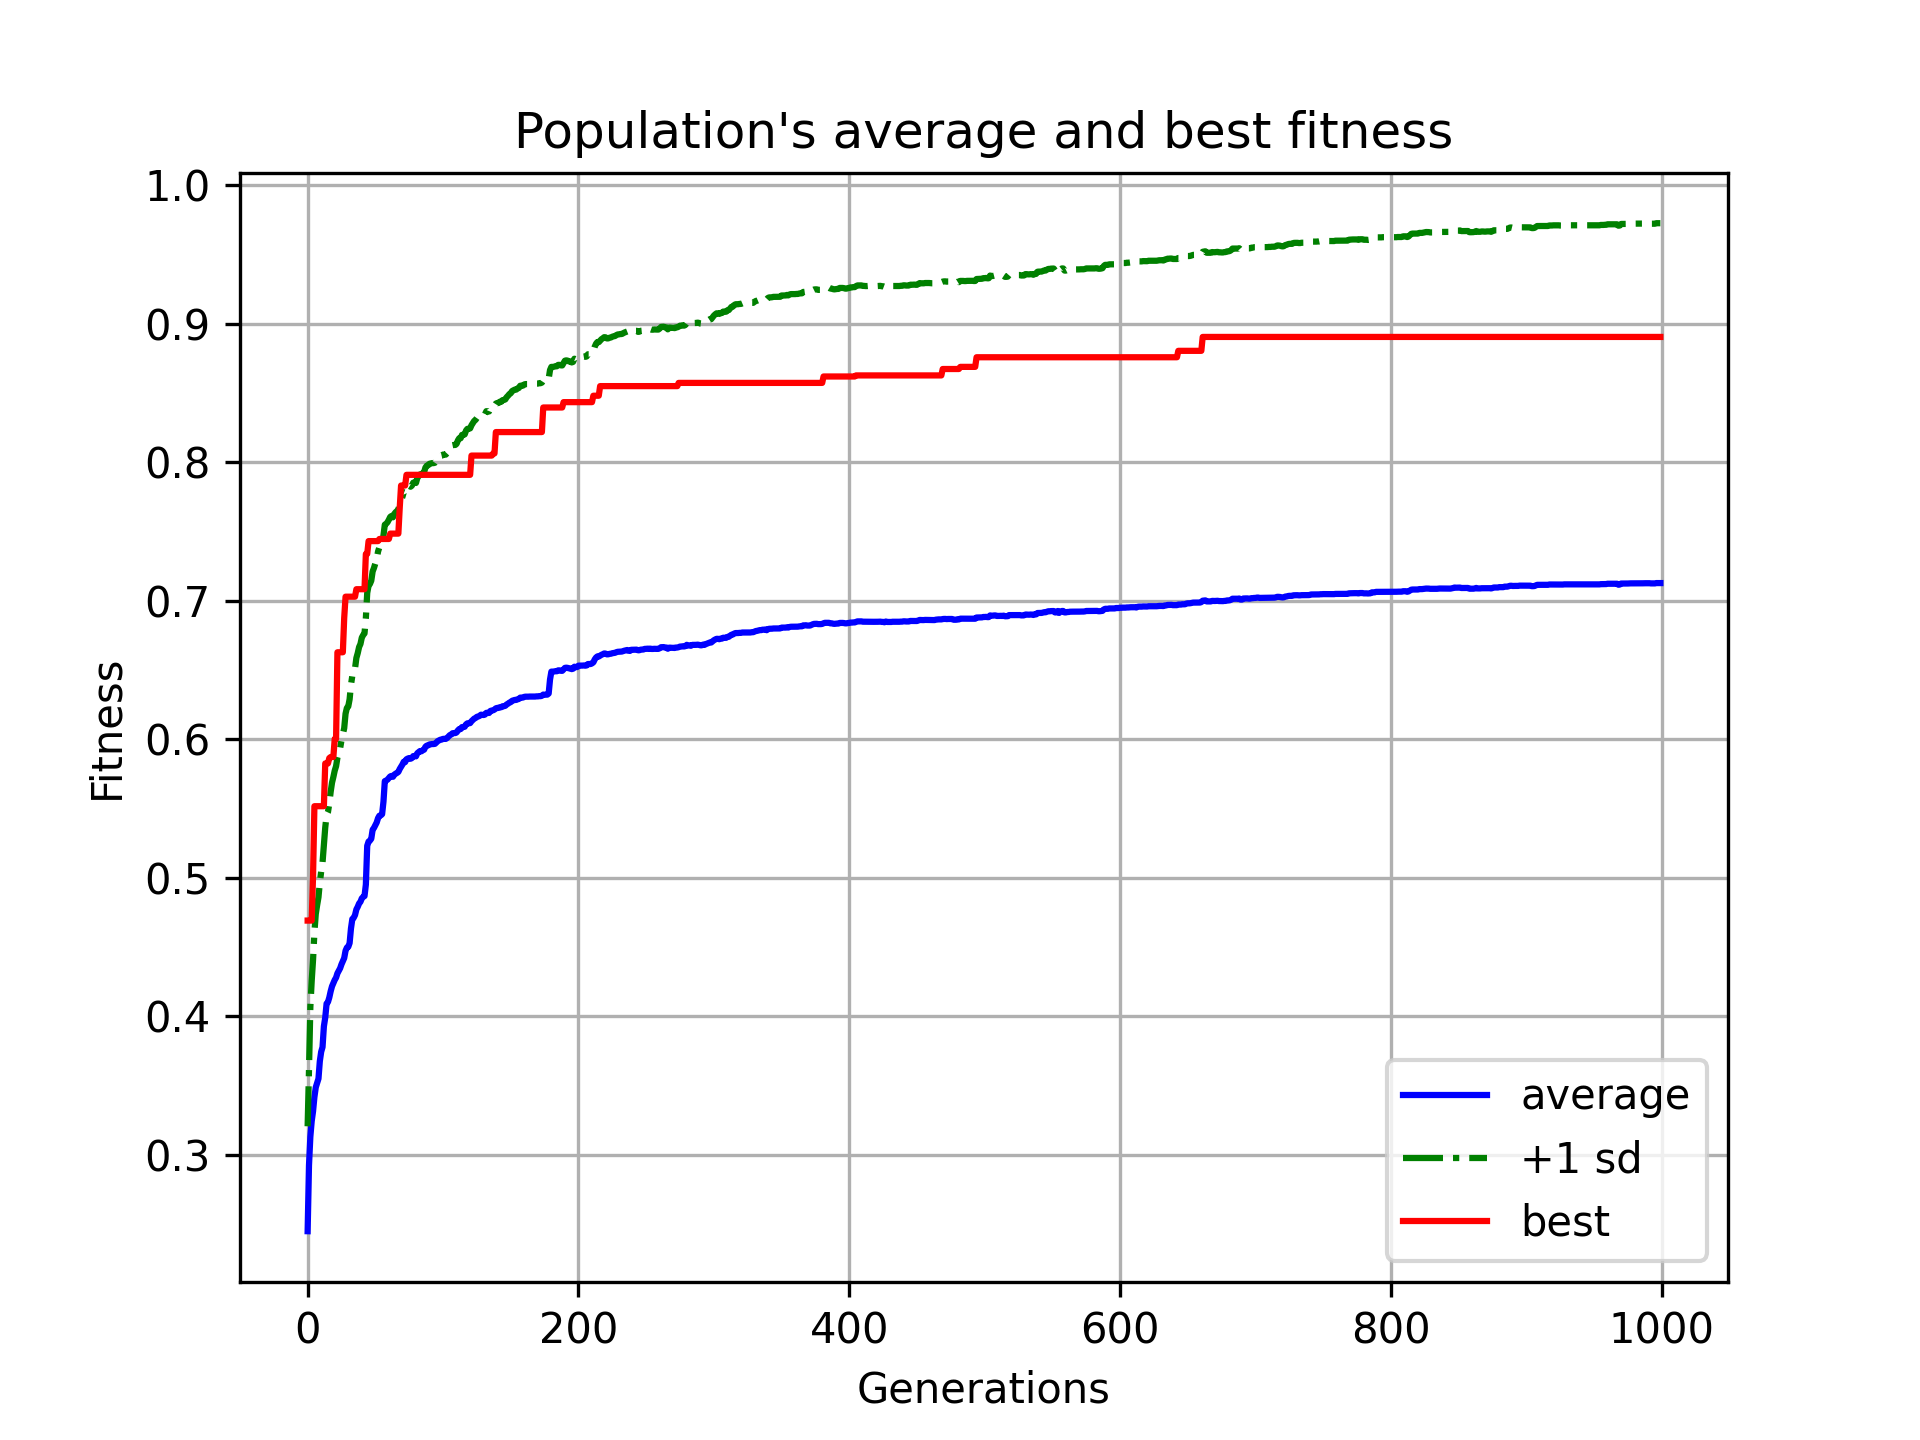 Population's average and best fitness
1.0
0.9
0.8
0.7
0.6
0.5
0.4
0.3
Fitness
0 200 400 600 800 1000
Generations
average
+1 sd
best